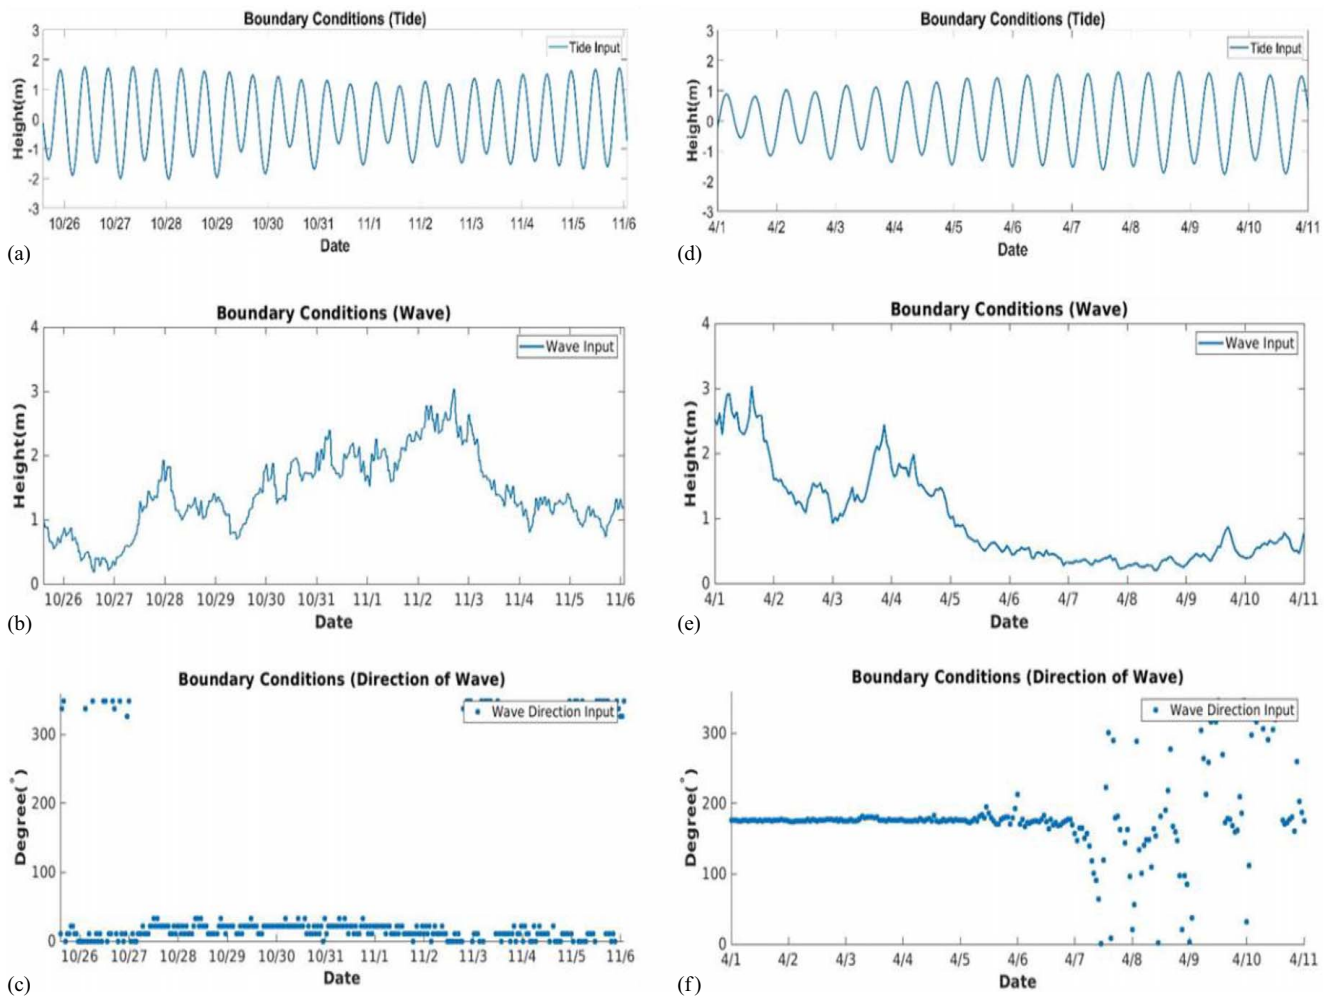 Boundary Conditions (Tide)
Tide Input
Height(m)
3
2
1
0
-1
-2
-3
10/26 10/27 10/28 10/29 10/30 10/31 11/1 11/2 11/3 11/4 11/5 11/6
Date
(a)
Boundary Conditions (Tide)
Tide Input
Height(m)
3
2
1
0
-1
-2
-3
4/1 4/2 4/3 4/4 4/5 4/6 4/7 4/8 4/9 4/10 4/11
Date
(d)
Boundary Conditions (Wave)
Wave Input
Height(m)
4
3
2
1
0
10/26 10/27 10/28 10/29 10/30 10/31 11/1 11/2 11/3 11/4 11/5 11/6
Date
(b)
Boundary Conditions (Wave)
Wave Input
Height(m)
4
3
2
1
0
4/1 4/2 4/3 4/4 4/5 4/6 4/7 4/8 4/9 4/10 4/11
Date
(e)
Boundary Conditions (Direction of Wave)
Wave Direction Input
Degree(°)
300
200
100
0
10/26 10/27 10/28 10/29 10/30 10/31 11/1 11/2 11/3 11/4 11/5 11/6
Date
(c)
Boundary Conditions (Direction of Wave)
Wave Direction Input
Degree(°)
300
200
100
0
4/1 4/2 4/3 4/4 4/5 4/6 4/7 4/8 4/9 4/10 4/11
Date
(f)